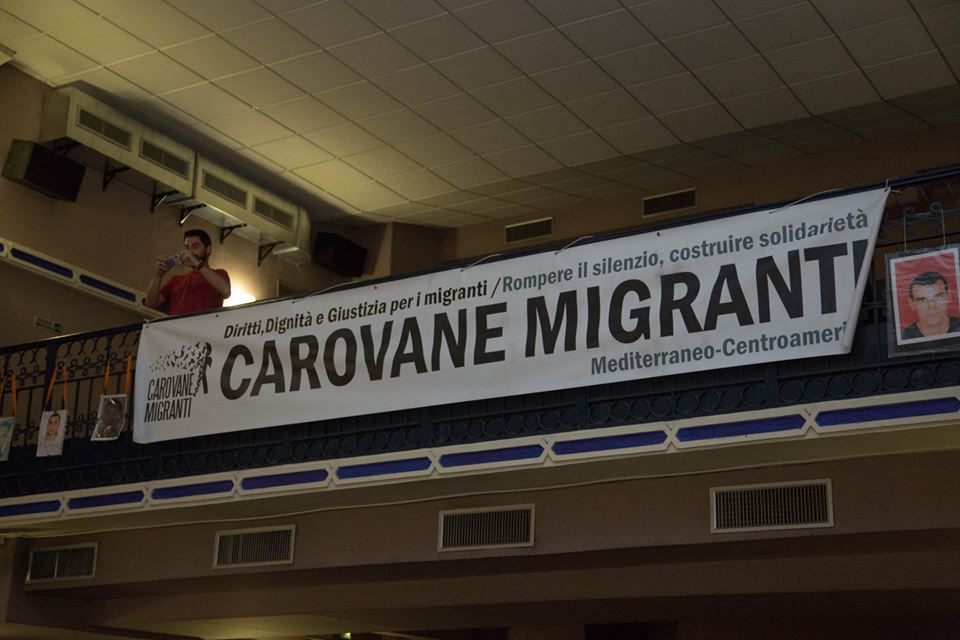 Diritti,Dignità e Giustizia per i migranti /Rompere il silenzio, costruire solidarietà
CAROVANE MIGRANTI
Mediterraneo-Centroameri
CAROVANE
MIGRANTI